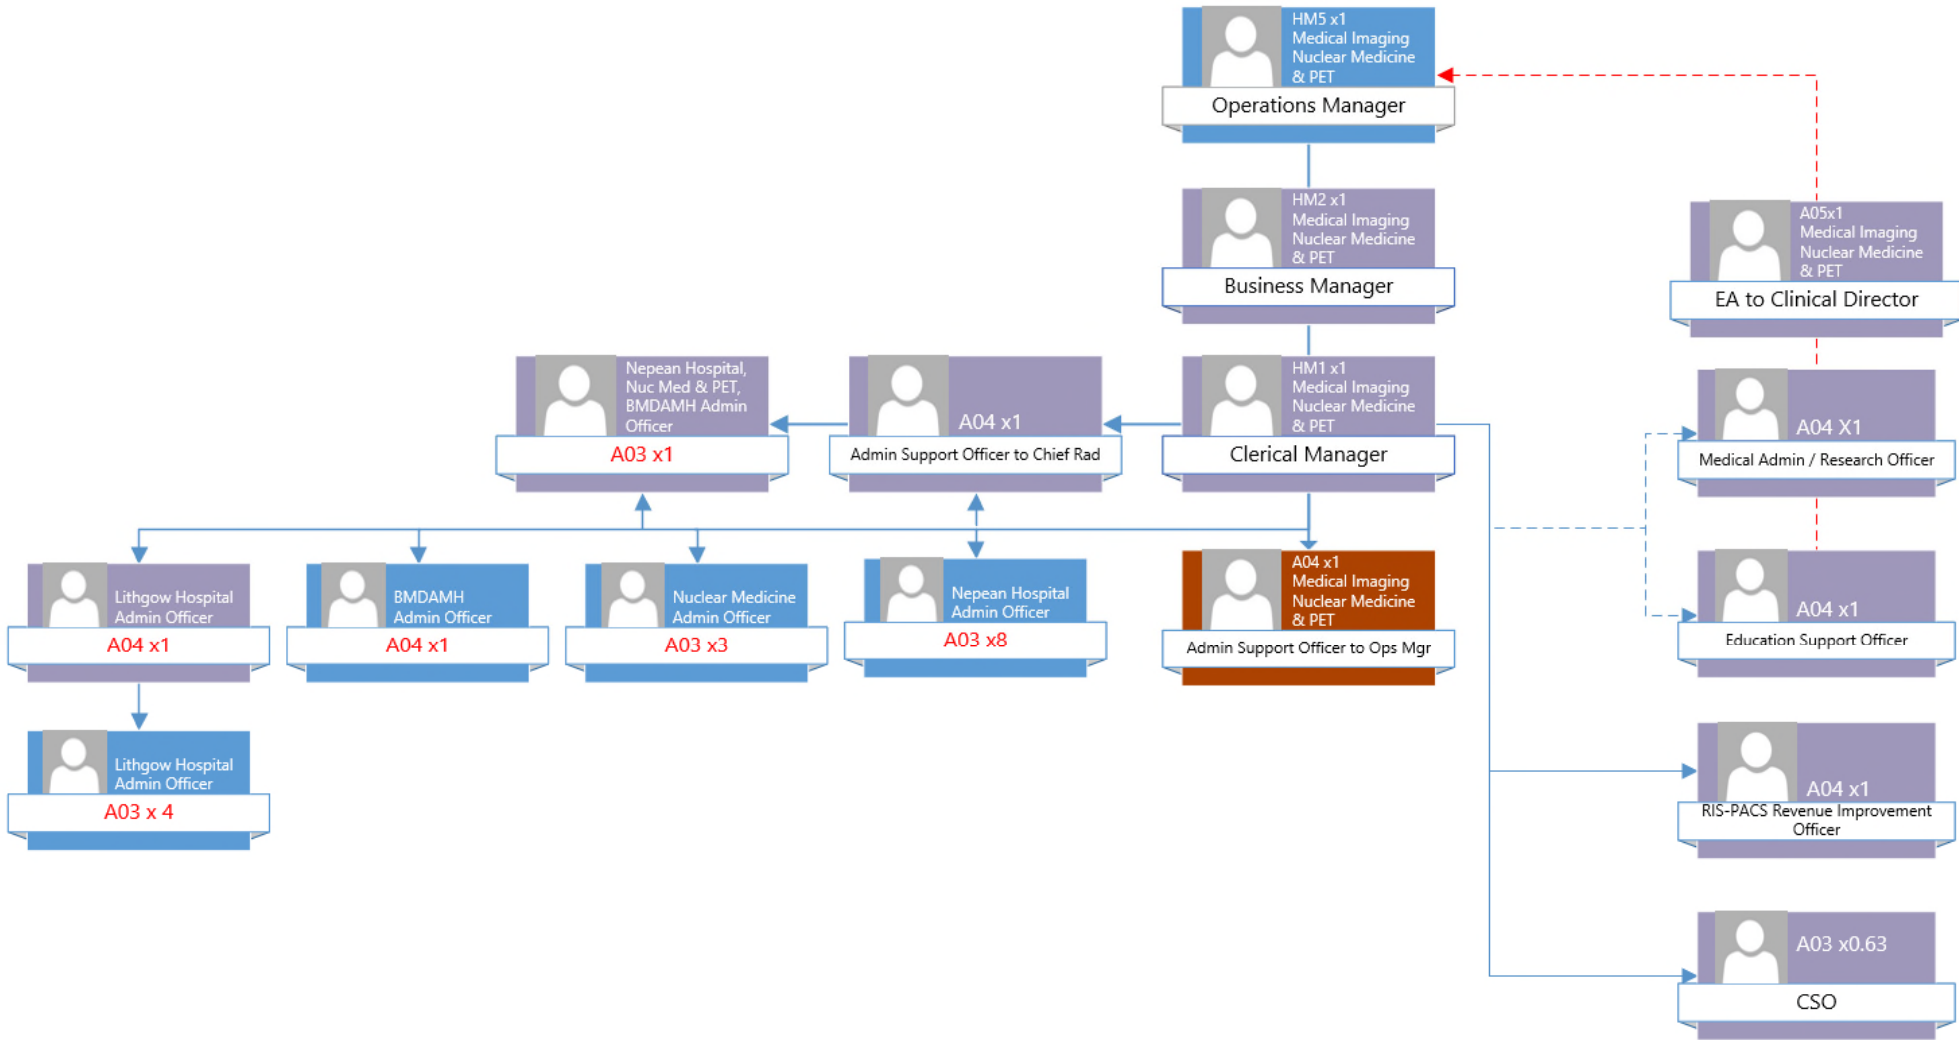 HM5 x1
Medical Imaging
Nuclear Medicine
& PET
Operations Manager
HM2 x1
Medical Imaging
Nuclear Medicine
& PET
Business Manager
A05x1
Medical Imaging
Nuclear Medicine
& PET
EA to Clinical Director
Nepean Hospital,
Nuc Med & PET,
BMDAMH Admin
Officer
A03 x1
A04 x1
Admin Support Officer to Chief Rad
HM1 x1
Medical Imaging
Nuclear Medicine
& PET
Clerical Manager
A04 X1
Medical Admin / Research Officer
Lithgow Hospital
Admin Officer
A04 x1
BMDAMH
Admin Officer
A04 x1
Nuclear Medicine
Admin Officer
A03 x3
Nepean Hospital
Admin Officer
A03 x8
A04 x1
Medical Imaging
Nuclear Medicine
& PET
Admin Support Officer to Ops Mgr
A04 x1
Education Support Officer
Lithgow Hospital
Admin Officer
A03 x 4
A04 x1
RIS-PACS Revenue Improvement
Officer
A03 x0.63
CSO